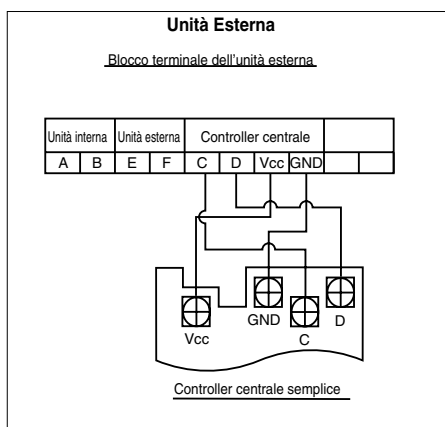 Unità Esterna
Blocco terminale dell'unità esterna
Unità interna Unità esterna Controller centrale
A B E F C D Vcc GND
Vcc GND C D
Controller centrale semplice